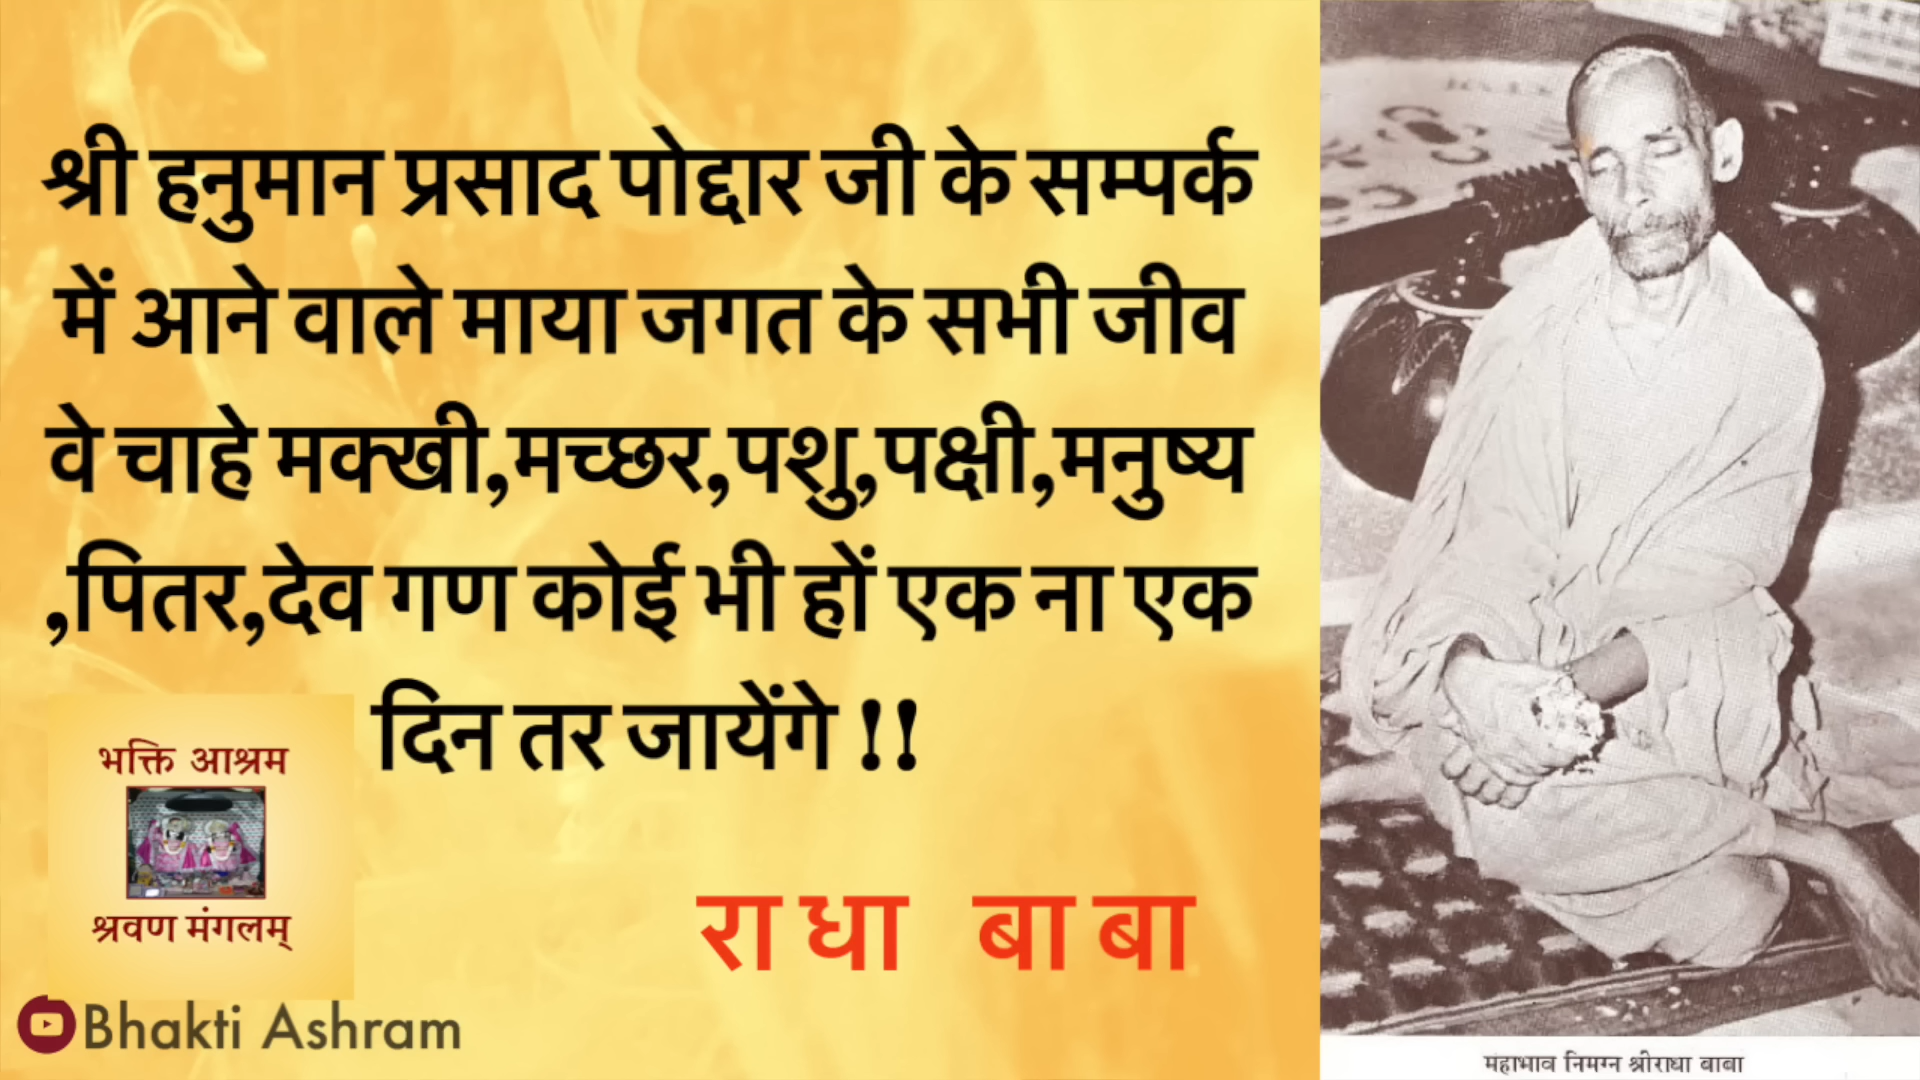 श्री हनुमान प्रसाद पोद्दार जी के सम्पर्क
में आने वाले माया जगत के सभी जीव
वे चाहे मक्खी,मच्छर,पशु,पक्षी,मनुष्य
,पितर,देव गण कोई भी हों एक ना एक
दिन तर जायेंगे !!
राधा बाबा
भक्ति आश्रम
श्रवण मंगलम्
Bhakti Ashram
महाभाव निमग्न श्रीराधा बाबा